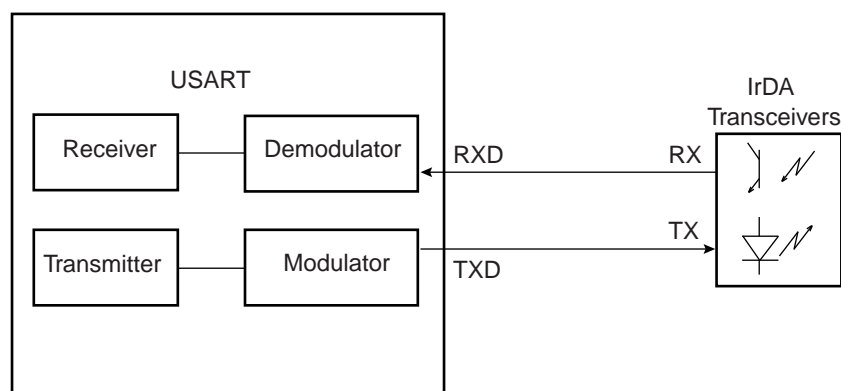 USART
IrDA
Transceivers
Receiver
Demodulator
RXD
RX
Transmitter
Modulator
TXD
TX